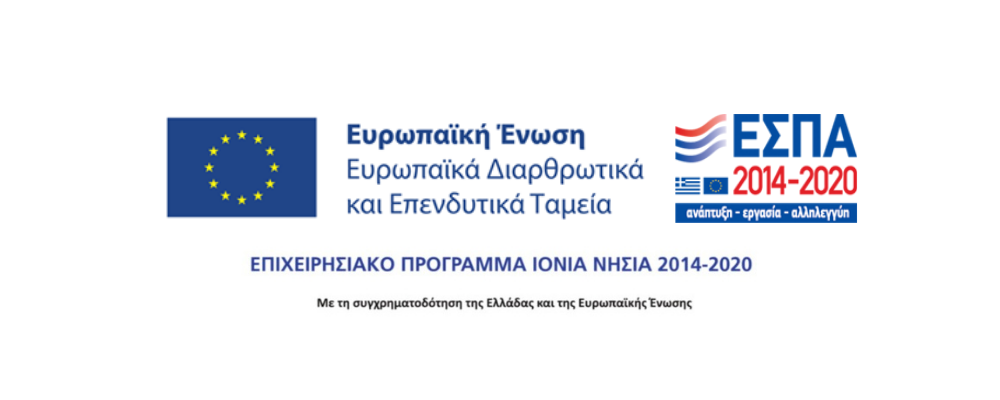 Ευρωπαϊκή Ένωση
Ευρωπαϊκά Διαρθρωτικά
και Επενδυτικά Ταμεία
ΕΣΠΑ
2014-2020
ανάπτυξη - εργασία - αλληλεγγύη
ΕΠΙΧΕΙΡΗΣΙΑΚΟ ΠΡΟΓΡΑΜΜΑ ΙΟΝΙΑ ΝΗΣΙΑ 2014-2020
Με τη συγχρηματοδότηση της Ελλάδας και της Ευρωπαϊκής Ένωσης